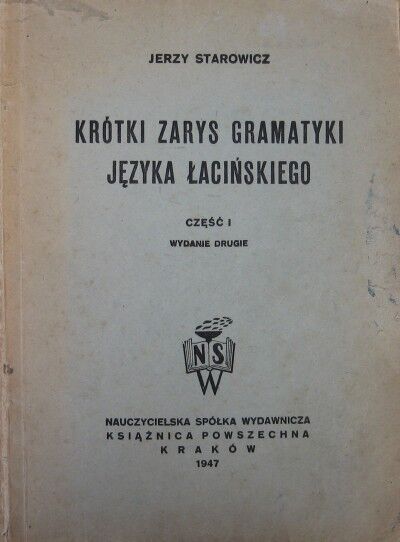 JERZY STAROWICZ
KRÓTKI ZARYS GRAMATYKI
JĘZYKA ŁACIŃSKIEGO
CZĘŚĆ I
WYDANIE DRUGIE
NSW
NAUCZYCIELSKA SPÓŁKA WYDAWNICZA
KSIĄŻNICA POWSZECHNA
KRAKÓW
1947